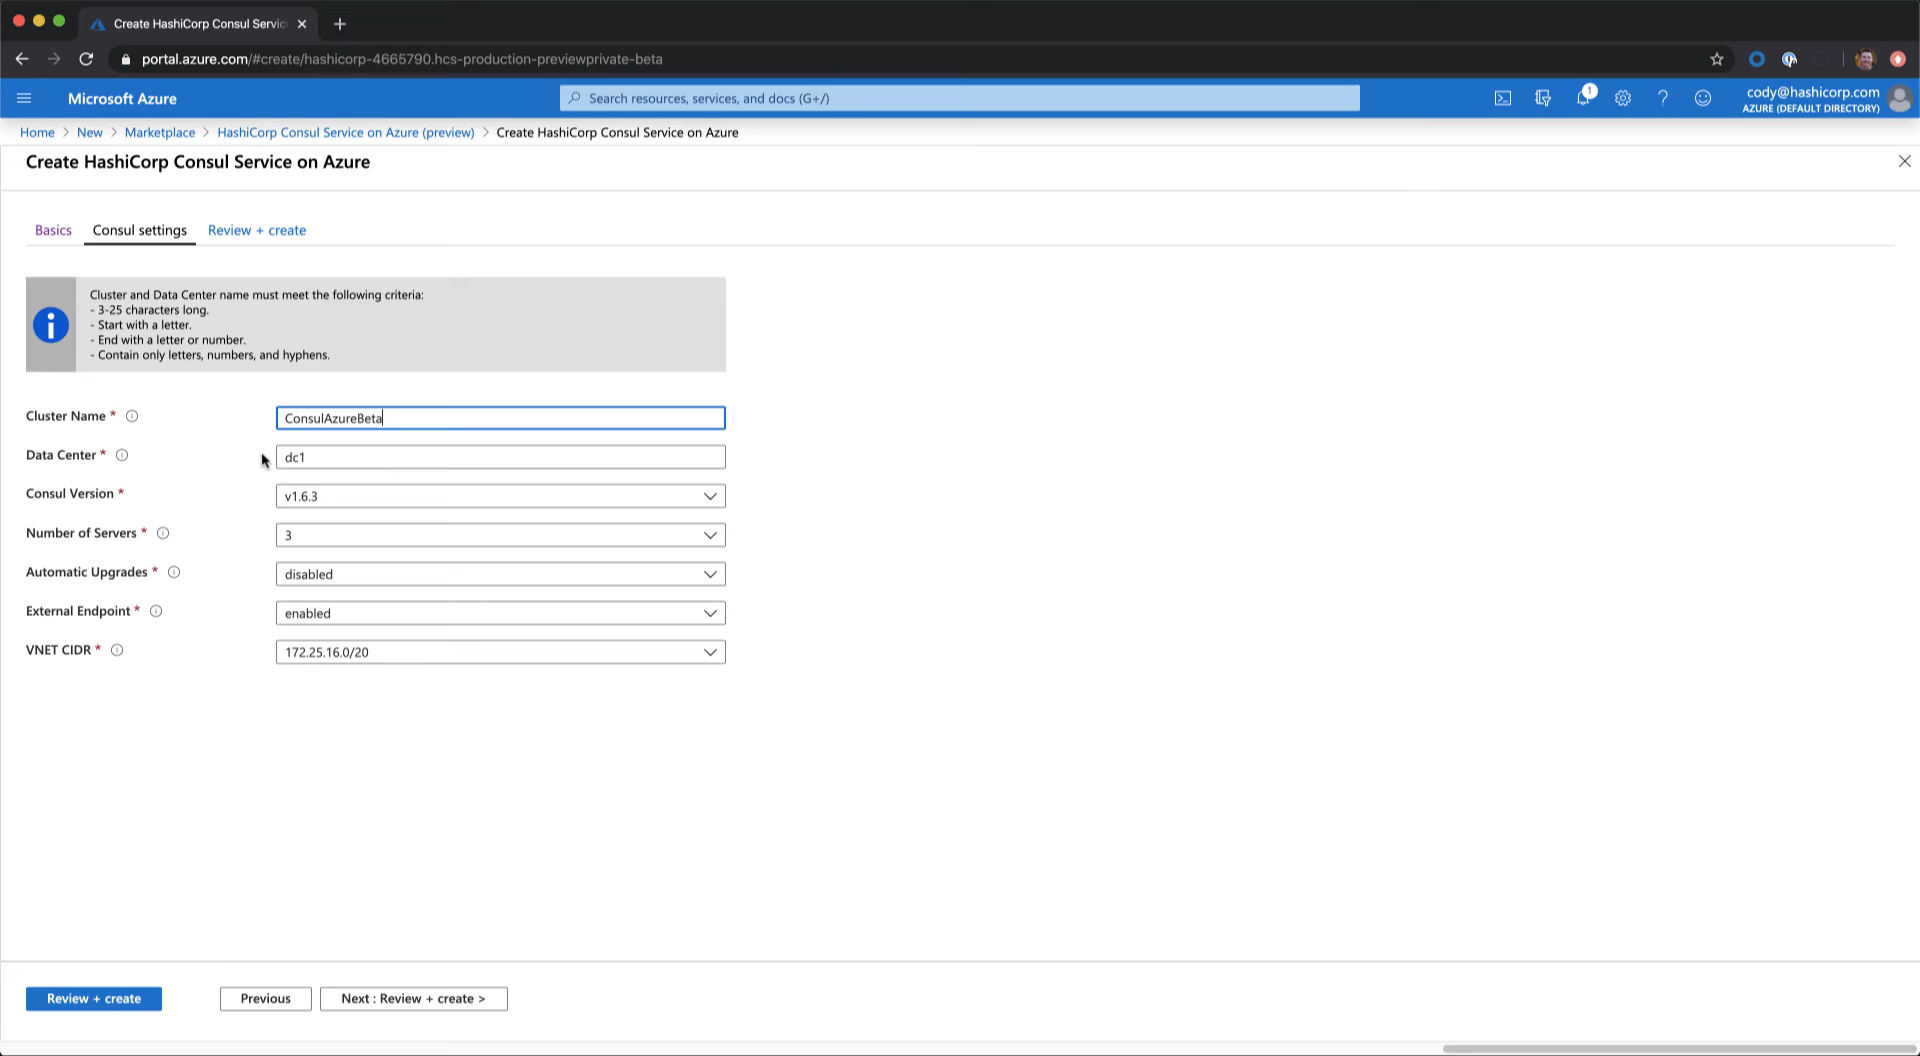 Create HashiCorp Consul Servic
portal.azure.com/#create/hashicorp-4665790.hcs-production-previewprivate-beta
Microsoft Azure
Search resources, services, and docs (G+/)
1
cody@hashicorp.com
AZURE (DEFAULT DIRECTORY)
Home > New > Marketplace > HashiCorp Consul Service on Azure (preview) > Create HashiCorp Consul Service on Azure
Create HashiCorp Consul Service on Azure
Basics
Consul settings
Review + create
Cluster and Data Center name must meet the following criteria:
- 3-25 characters long.
- Start with a letter.
- End with a letter or number.
- Contain only letters, numbers, and hyphens.
Cluster Name *
ConsulAzureBeta
Data Center *
dc1
Consul Version *
v1.6.3
Number of Servers *
3
Automatic Upgrades *
disabled
External Endpoint *
enabled
VNET CIDR *
172.25.16.0/20
Review + create
Previous
Next : Review + create >